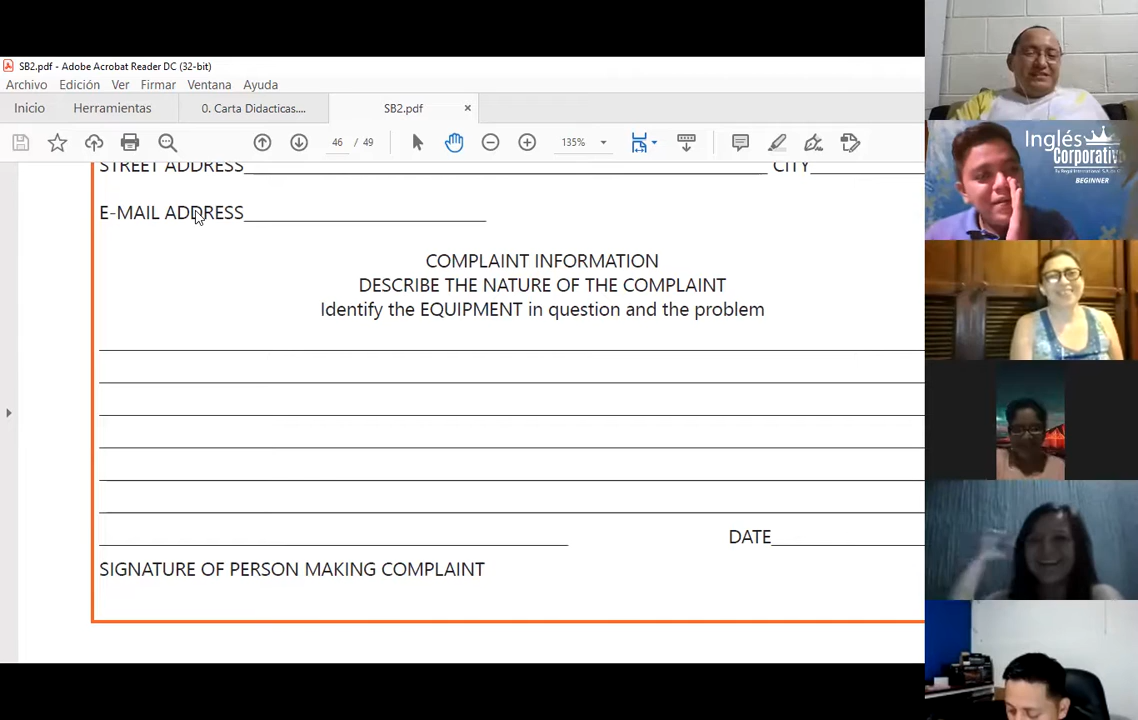 SB2.pdf - Adobe Acrobat Reader DC (32-bit)
Archivo Edición Ver Firmar Ventana Ayuda
Inicio Herramientas 0. Carta Didacticas.... SB2.pdf ×
46 / 49 135%
STREET ADDRESS CITY
E-MAIL ADDRESS
COMPLAINT INFORMATION
DESCRIBE THE NATURE OF THE COMPLAINT
Identify the EQUIPMENT in question and the problem
DATE
SIGNATURE OF PERSON MAKING COMPLAINT
Inglés
Corporativo
BEGINNER